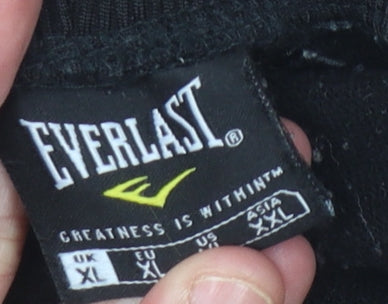 EVERLAST®
GREATNESS IS WITHIN™
UK EU US ASIA
XL XL XXL